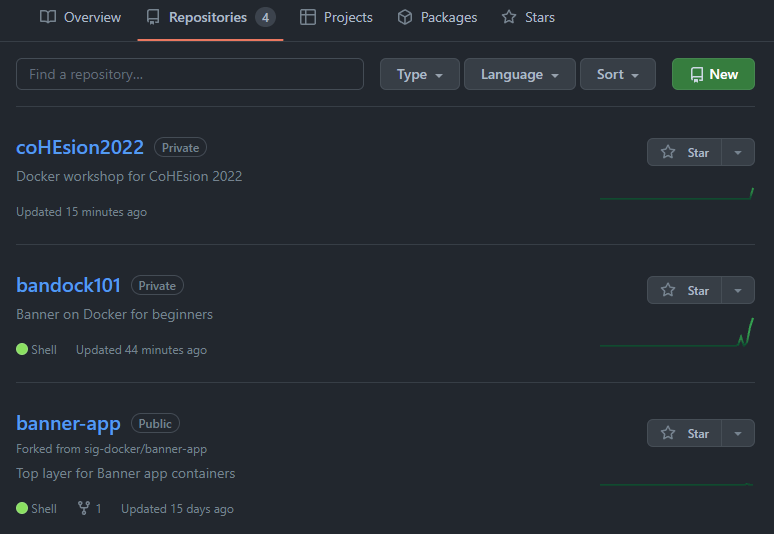 Overview Repositories 4 Projects Packages Stars
Find a repository... Type Language Sort New
coHEsion2022 Private Star
Docker workshop for CoHEsion 2022
Updated 15 minutes ago
bandock101 Private Star
Banner on Docker for beginners
Shell Updated 44 minutes ago
banner-app Public Star
Forked from sig-docker/banner-app
Top layer for Banner app containers
Shell 1 Updated 15 days ago